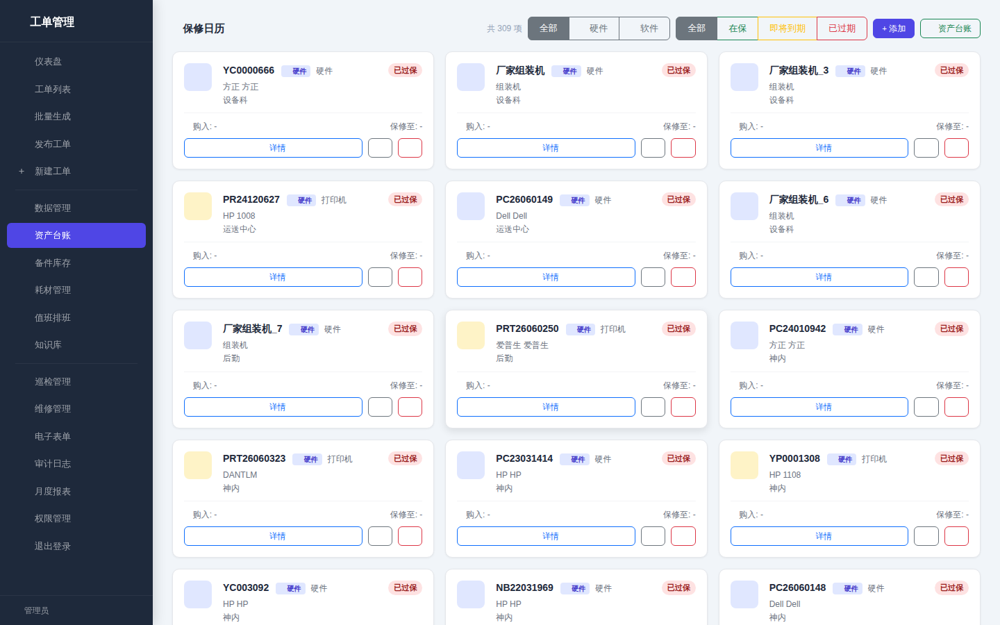 工单管理
仪表盘
工单列表
批量生成
发布工单
+ 新建工单
数据管理
资产台账
备件库存
耗材管理
值班排班
知识库
巡检管理
维修管理
电子表单
审计日志
月度报表
权限管理
退出登录
管理员
保修日历
共 309 项 全部 硬件 软件 全部 在保 即将到期 已过期 + 添加 资产台账
YC0000666 硬件 硬件 已过保
方正 方正
设备科
购入: - 保修至: -
详情
厂家组装机 硬件 硬件 已过保
组装机
设备科
购入: - 保修至: -
详情
厂家组装机_3 硬件 硬件 已过保
组装机
设备科
购入: - 保修至: -
详情
PR24120627 硬件 打印机 已过保
HP 1008
运送中心
购入: - 保修至: -
详情
PC26060149 硬件 硬件 已过保
Dell Dell
运送中心
购入: - 保修至: -
详情
厂家组装机_6 硬件 硬件 已过保
组装机
设备科
购入: - 保修至: -
详情
厂家组装机_7 硬件 硬件 已过保
组装机
后勤
购入: - 保修至: -
详情
PRT26060250 硬件 打印机 已过保
爱普生 爱普生
后勤
购入: - 保修至: -
详情
PC24010942 硬件 硬件 已过保
方正 方正
神内
购入: - 保修至: -
详情
PRT26060323 硬件 打印机 已过保
DANTLM
神内
购入: - 保修至: -
详情
PC23031414 硬件 硬件 已过保
HP HP
神内
购入: - 保修至: -
详情
YP0001308 硬件 打印机 已过保
HP 1108
神内
购入: - 保修至: -
详情
YC003092 硬件 硬件 已过保
HP HP
神内
NB22031969 硬件 硬件 已过保
HP HP
神内
PC26060148 硬件 硬件 已过保
Dell Dell
神内